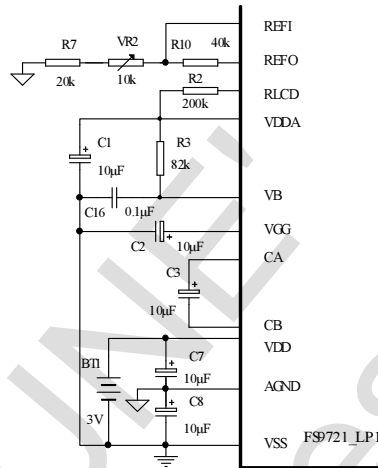 REFI
R7 VR2 R10 40k REFO
20k 10k R2
200k RLCD
VDDA
C1
10μF R3
82k
C16 0.1μF VB
C2 10μF VGG
CA
C3
10μF
CB
VDD
BT1 C7
10μF
AGND
C8
3V 10μF
VSS FS9721_LP1
UNE'